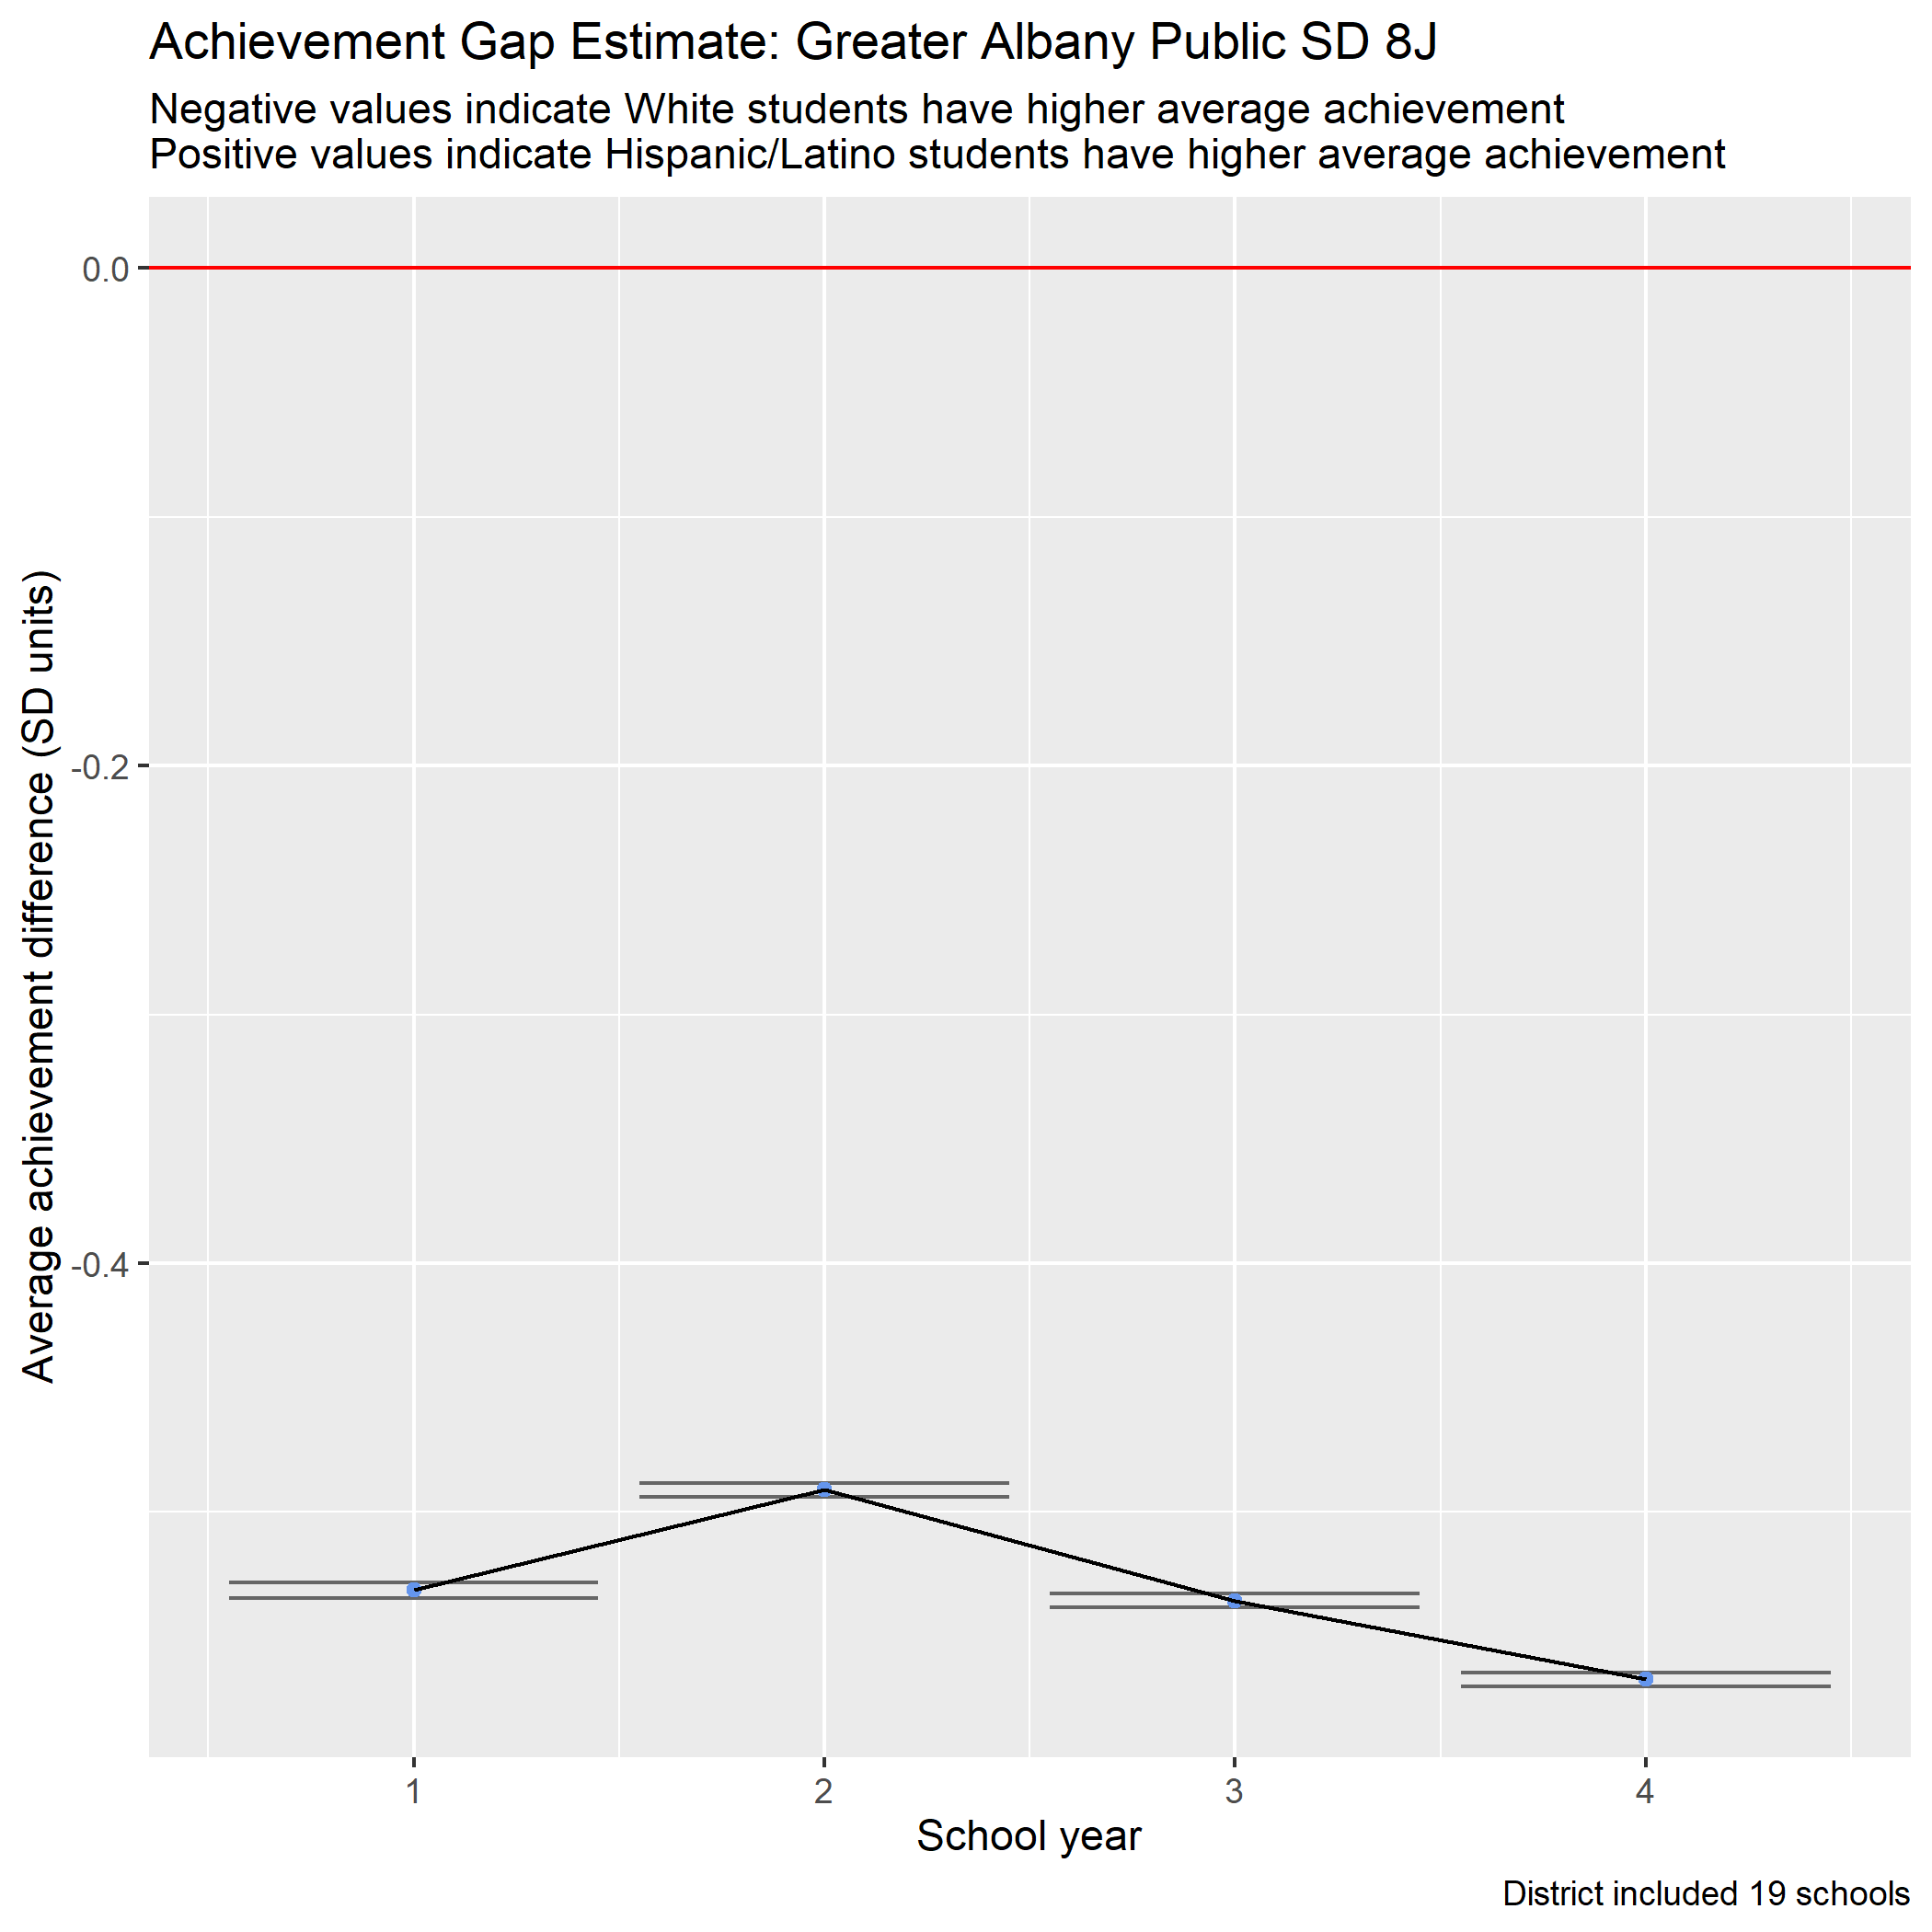 Achievement Gap Estimate: Greater Albany Public SD 8J
Negative values indicate White students have higher average achievement
Positive values indicate Hispanic/Latino students have higher average achievement
Average achievement difference (SD units)
0.0
-0.2
-0.4
1
2
3
4
School year
District included 19 schools